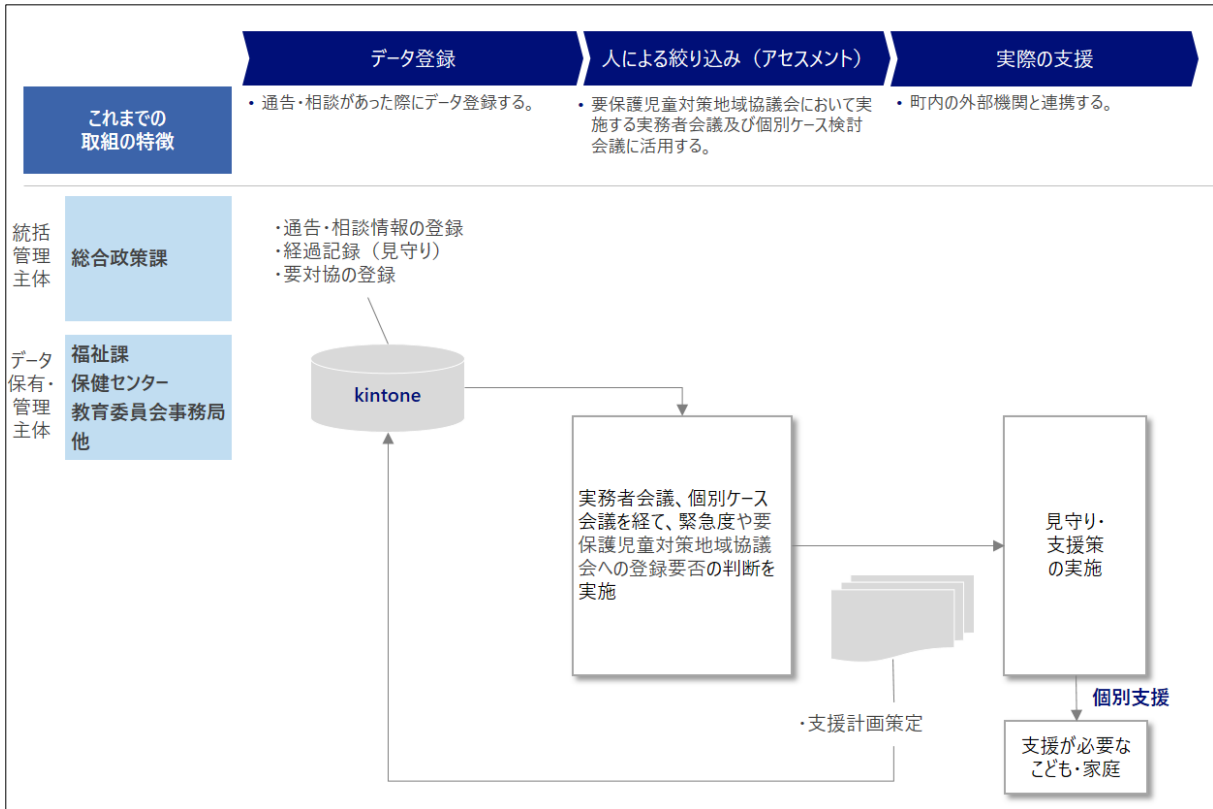 データ登録
人による絞り込み（アセスメント）
実際の支援
これまでの
取組の特徴
• 通告・相談があった際にデータ登録する。
• 要保護児童対策地域協議会において実
施する実務者会議及び個別ケース検討
会議に活用する。
• 町内の外部機関と連携する。
統括
管理
主体
総合政策課
・通告・相談情報の登録
・経過記録（見守り）
・要対協の登録
データ
保有・
管理
主体
福祉課
保健センター
教育委員会事務局
他
kintone
実務者会議、個別ケース
会議を経て、緊急度や要
保護児童対策地域協議
会への登録要否の判断を
実施
見守り・
支援策
の実施
・支援計画策定
個別支援
支援が必要な
こども・家庭